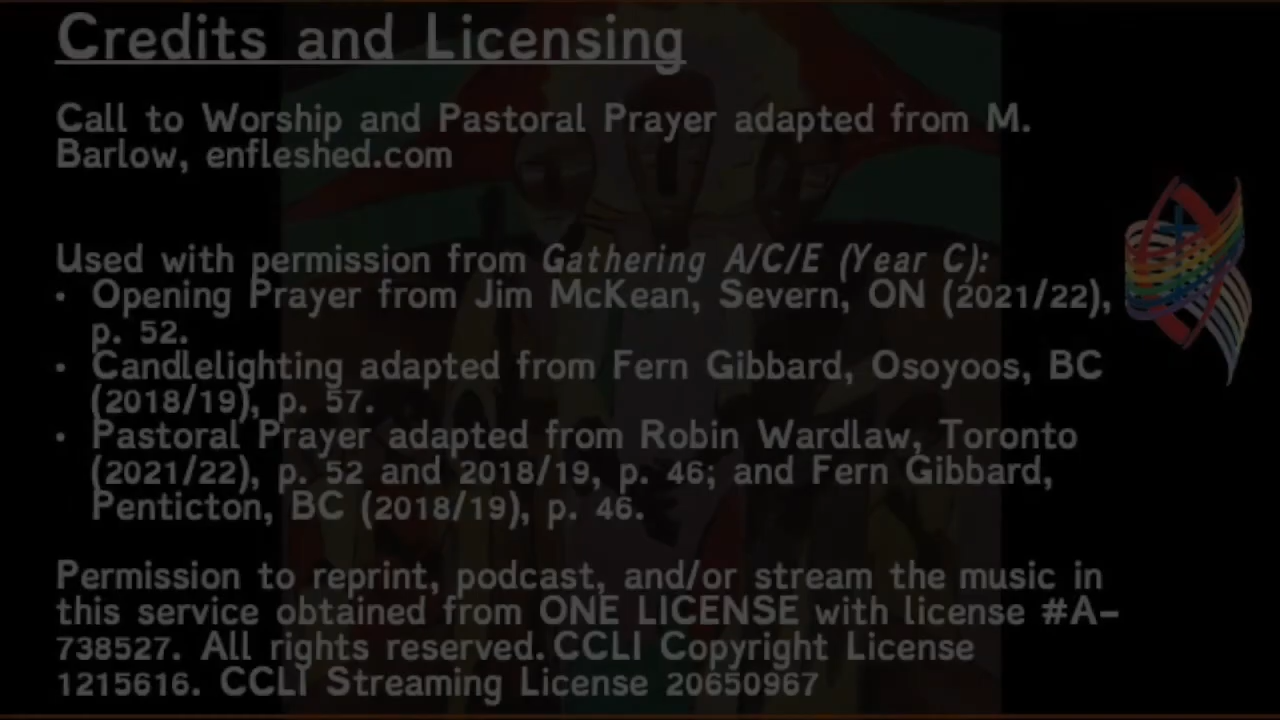 Credits and Licensing
Call to Worship and Pastoral Prayer adapted from M.
Barlow, enfleshed.com
Used with permission from Gathering A/C/E (Year C):
• Opening Prayer from Jim McKean, Severn, ON (2021/22),
p. 52.
• Candlelighting adapted from Fern Gibbard, Osoyoos, BC
(2018/19), p. 57.
• Pastoral Prayer adapted from Robin Wardlaw, Toronto
(2021/22), p. 52 and 2018/19, p. 46; and Fern Gibbard,
Penticton, BC (2018/19), p. 46.
Permission to reprint, podcast, and/or stream the music in
this service obtained from ONE LICENSE with license #A-
738527. All rights reserved. CCLI Copyright License
1215616. CCLI Streaming License 20650967